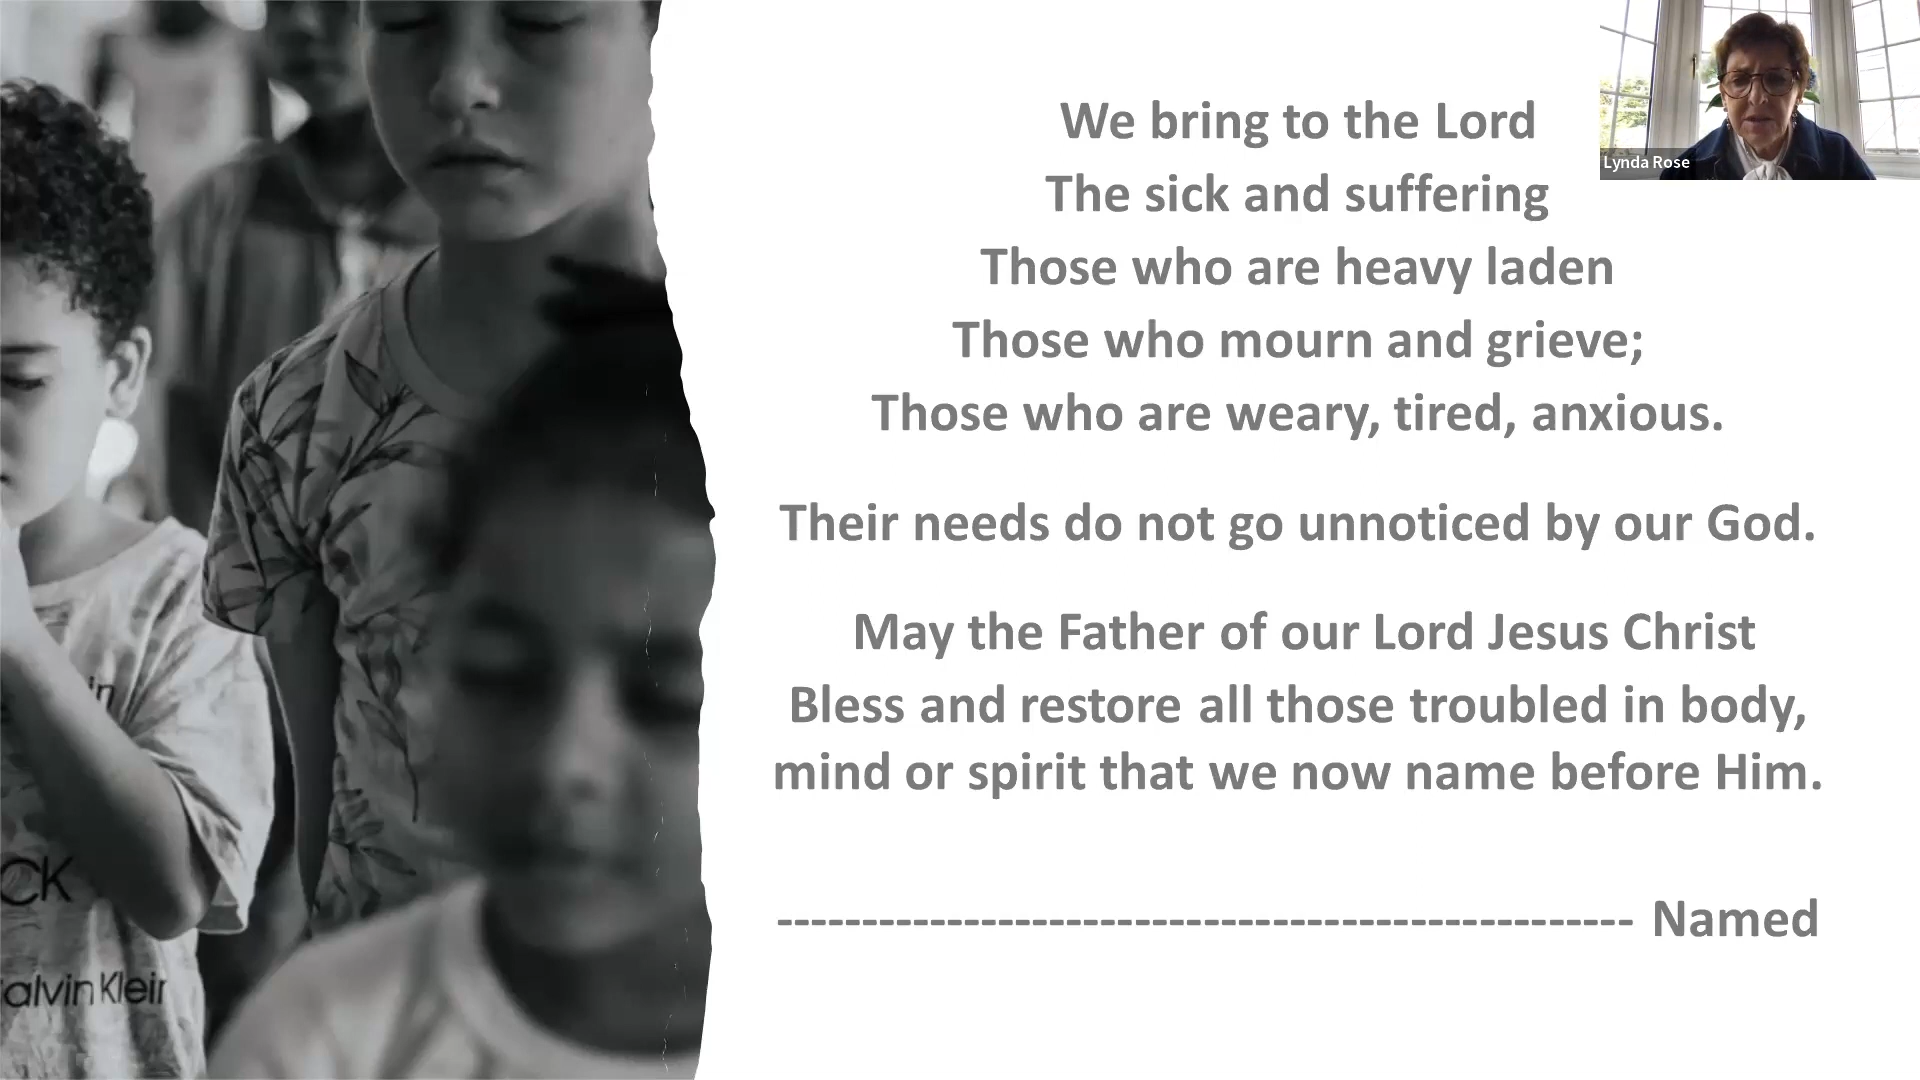 We bring to the Lord
The sick and suffering
Those who are heavy laden
Those who mourn and grieve;
Those who are weary, tired, anxious.
Their needs do not go unnoticed by our God.
May the Father of our Lord Jesus Christ
Bless and restore all those troubled in body,
mind or spirit that we now name before Him.
--------------------------------------------------- Named
Lynda Rose
in
CK
alvin Klein